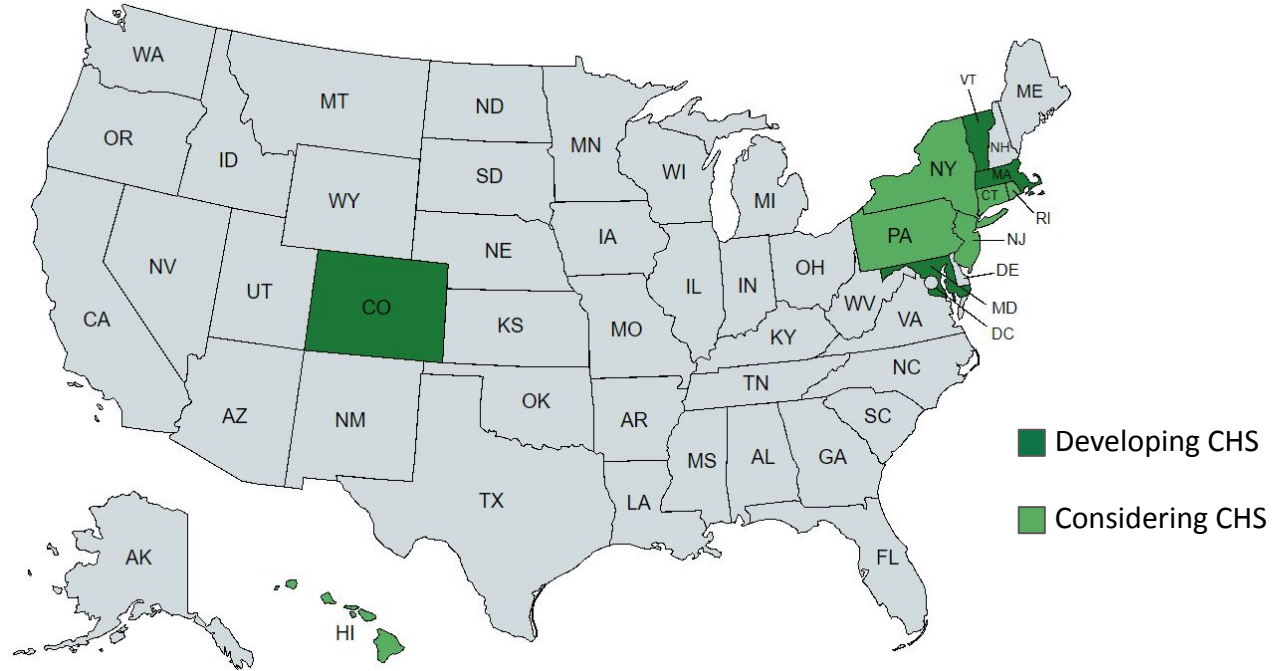 WA
MT
ND
MN
VT
ME
OR
ID
SD
WI
MI
NY
NH
MA
CT
RI
WY
NE
IA
PA
NJ
NV
UT
CO
KS
IL
IN
OH
DE
CA
MO
WV
VA
MD
DC
KY
AZ
NM
OK
AR
TN
NC
SC
TX
MS
AL
GA
LA
FL
AK
HI
Developing CHS
Considering CHS